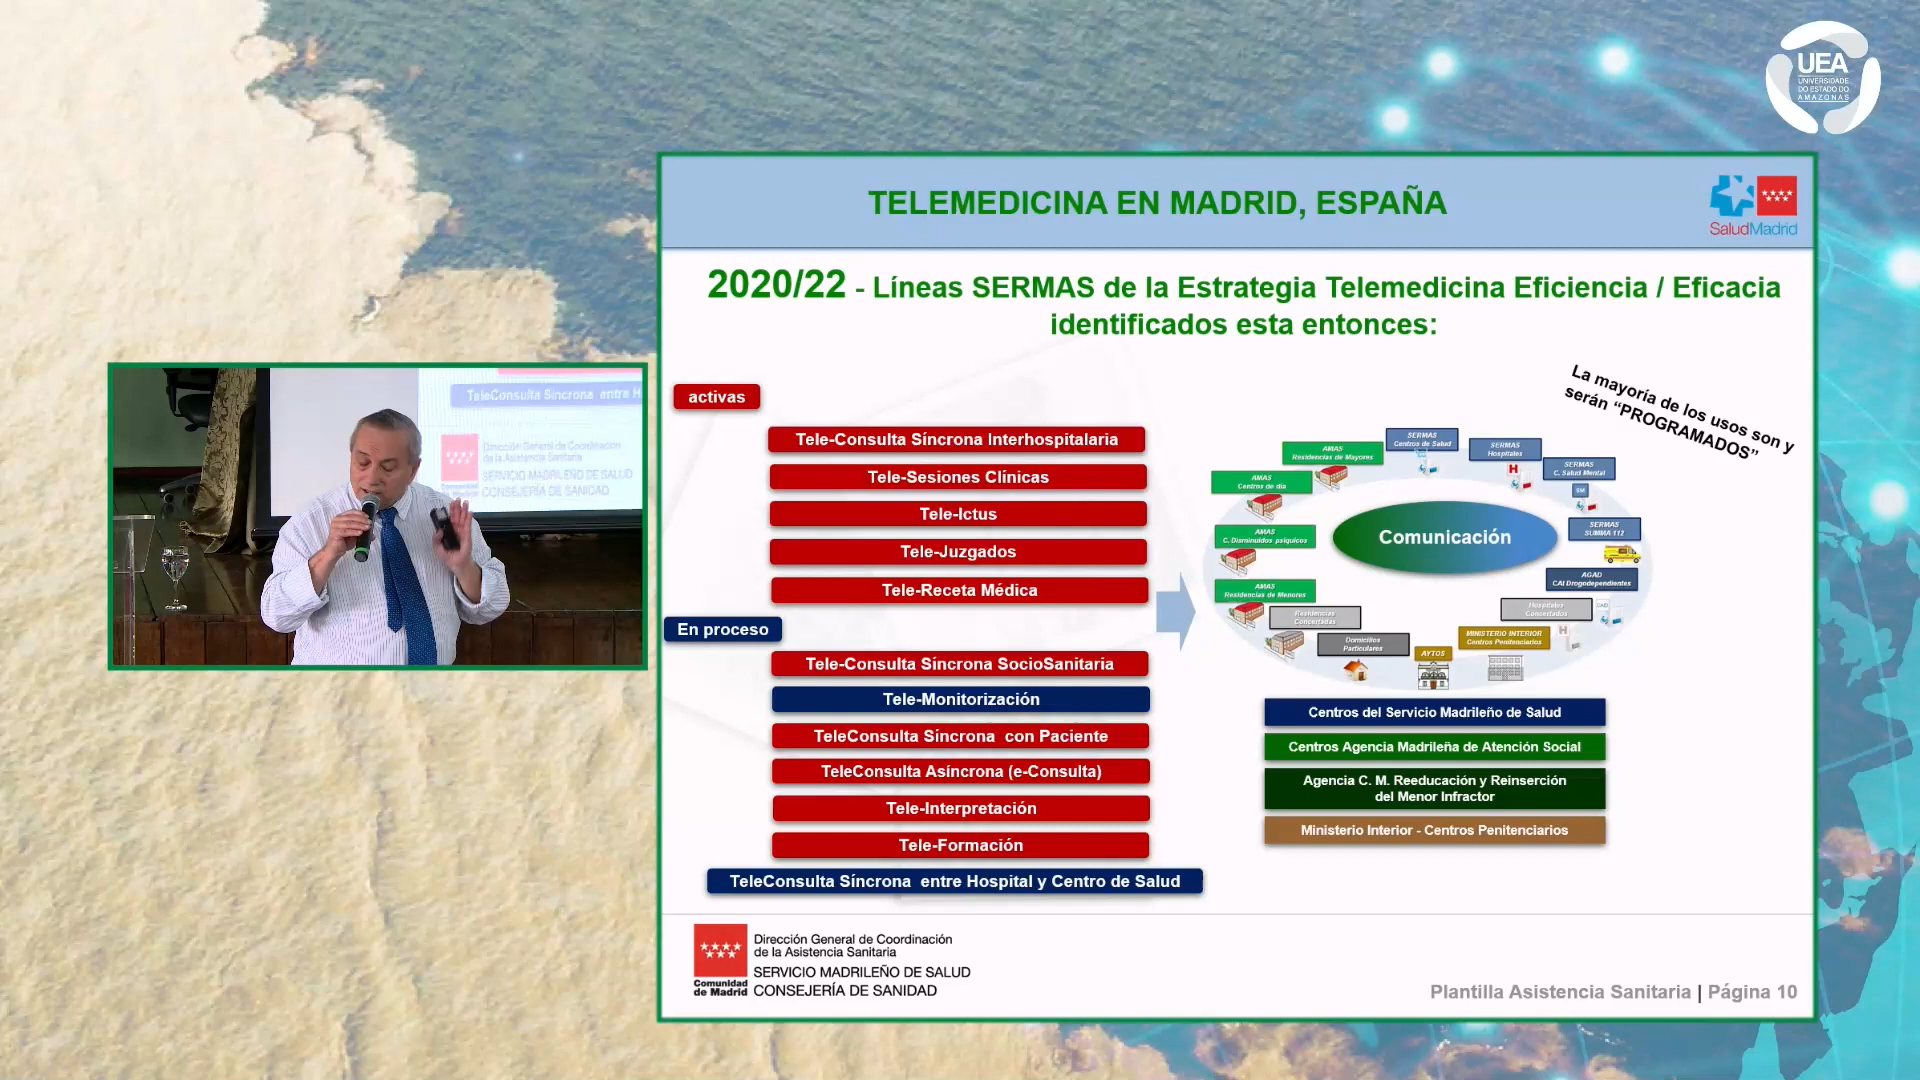 UEA
UNIVERSIDADE
DO ESTADO DO
AMAZONAS
TELEMEDICINA EN MADRID, ESPAÑA
SaludMadrid
2020/22 - Líneas SERMAS de la Estrategia Telemedicina Eficiencia / Eficacia
identificados esta entonces:
La mayoría de los usos son y
serán “PROGRAMADOS”
activas
Tele-Consulta Síncrona Interhospitalaria
Tele-Sesiones Clínicas
Tele-Ictus
Tele-Juzgados
Tele-Receta Médica
En proceso
Tele-Consulta Síncrona SocioSanitaria
Tele-Monitorización
TeleConsulta Síncrona con Paciente
TeleConsulta Asíncrona (e-Consulta)
Tele-Interpretación
Tele-Formación
TeleConsulta Síncrona entre Hospital y Centro de Salud
Comunicación
SERMAS
Centros de Salud
SERMAS
Hospitales
SERMAS
C. Salud Mental
SM
SERMAS
SUMMA 112
AGAD
CAI Drogodependientes
Hospitales
Concertados
MINISTERIO INTERIOR
Centros Penitenciarios
AYTOS
Domicilios
Particulares
Residencias
Concertadas
AMAS
Residencias de Menores
AMAS
C. Disminuidos psíquicos
AMAS
Centros de día
AMAS
Residencias de Mayores
Centros del Servicio Madrileño de Salud
Centros Agencia Madrileña de Atención Social
Agencia C. M. Reeducación y Reinserción
del Menor Infractor
Ministerio Interior - Centros Penitenciarios
Comunidad
de Madrid
Dirección General de Coordinación
de la Asistencia Sanitaria
SERVICIO MADRILEÑO DE SALUD
CONSEJERÍA DE SANIDAD
Plantilla Asistencia Sanitaria | Página 10
TeleConsulta Síncrona entre H
Dirección General de Coordinación
de la Asistencia Sanitaria
SERVICIO MADRILEÑO DE SALUD
CONSEJERÍA DE SANIDAD